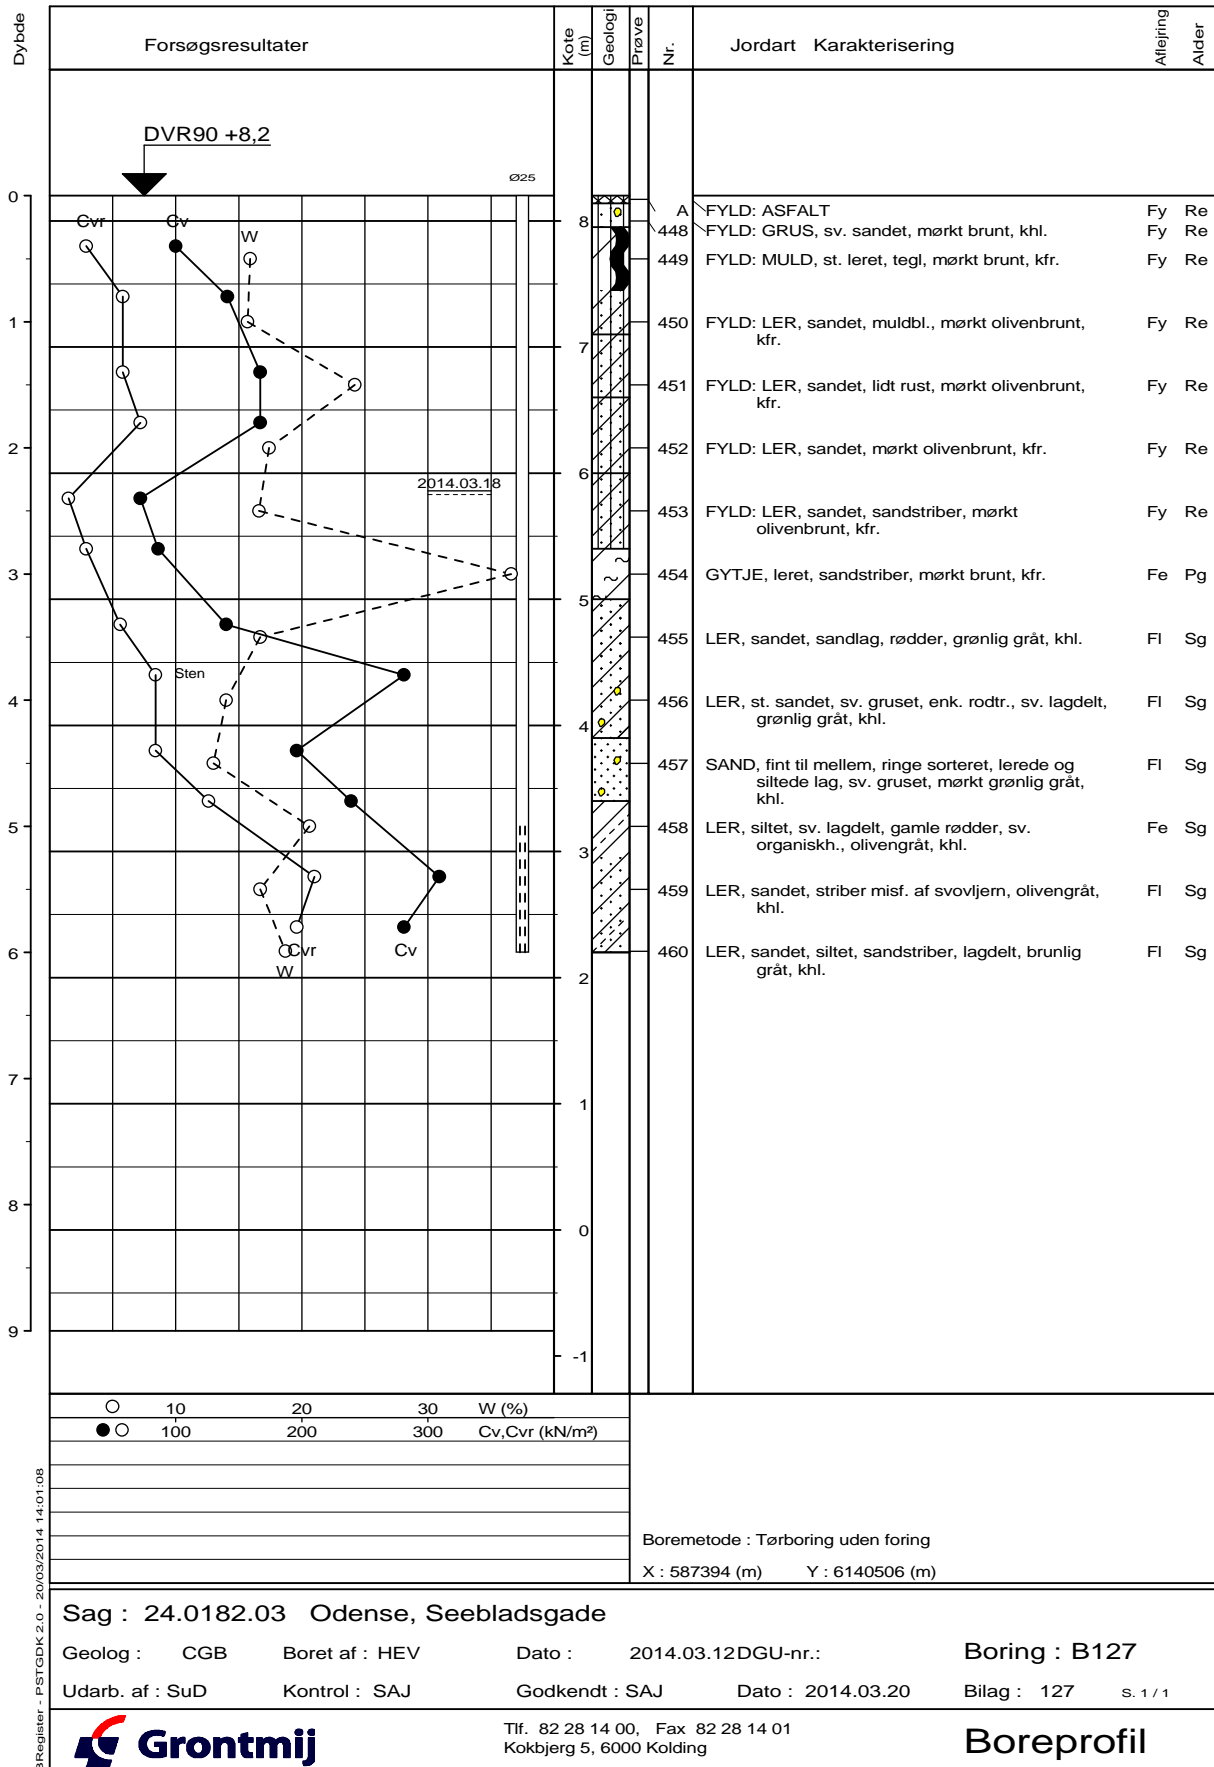 Dybde
Forsøgsresultater
Kote (m)
Geologi
Prøve
Nr.
Jordart Karakterisering
Aflejring
Alder
DVR90 +8,2
Ø25
0
Cvr
Cv
W
8
A FYLD: ASFALT Fy Re
448 FYLD: GRUS, sv. sandet, mørkt brunt, khl. Fy Re
449 FYLD: MULD, st. leret, tegl, mørkt brunt, kfr. Fy Re
1
450 FYLD: LER, sandet, muldbl., mørkt olivenbrunt, Fy Re
kfr.
7
451 FYLD: LER, sandet, lidt rust, mørkt olivenbrunt, Fy Re
kfr.
2
452 FYLD: LER, sandet, mørkt olivenbrunt, kfr. Fy Re
6
2014.03.18
453 FYLD: LER, sandet, sandstriber, mørkt Fy Re
olivenbrunt, kfr.
3
454 GYTJE, leret, sandstriber, mørkt brunt, kfr. Fe Pg
5
455 LER, sandet, sandlag, rødder, grønlig gråt, khl. Fl Sg
Sten
4
456 LER, st. sandet, sv. gruset, enk. rodtr., sv. lagdelt, Fl Sg
grønlig gråt, khl.
4
457 SAND, fint til mellem, ringe sorteret, lerede og Fl Sg
siltede lag, sv. gruset, mørkt grønlig gråt,
khl.
5
458 LER, siltet, sv. lagdelt, gamle rødder, sv. Fe Sg
organiskh., olivengråt, khl.
3
459 LER, sandet, striber misf. af svovljern, olivengråt, Fl Sg
khl.
6
Cvr
Cv
W
460 LER, sandet, siltet, sandstriber, lagdelt, brunlig Fl Sg
gråt, khl.
2
7
1
8
0
9
-1
10 20 30 W (%)
100 200 300 Cv,Cvr (kN/m²)
Boremetode : Tørboring uden foring
X : 587394 (m) Y : 6140506 (m)
BRegister - PSTGDK 2.0 - 20/03/2014 14:01:08
Sag : 24.0182.03 Odense, Seebladsgade
Geolog : CGB Boret af : HEV Dato : 2014.03.12 DGU-nr.: Boring : B127
Udarb. af : SuD Kontrol : SAJ Godkendt : SAJ Dato : 2014.03.20 Bilag : 127 S. 1 / 1
Grontmij
Tlf. 82 28 14 00, Fax 82 28 14 01
Kokbjerg 5, 6000 Kolding
Boreprofil